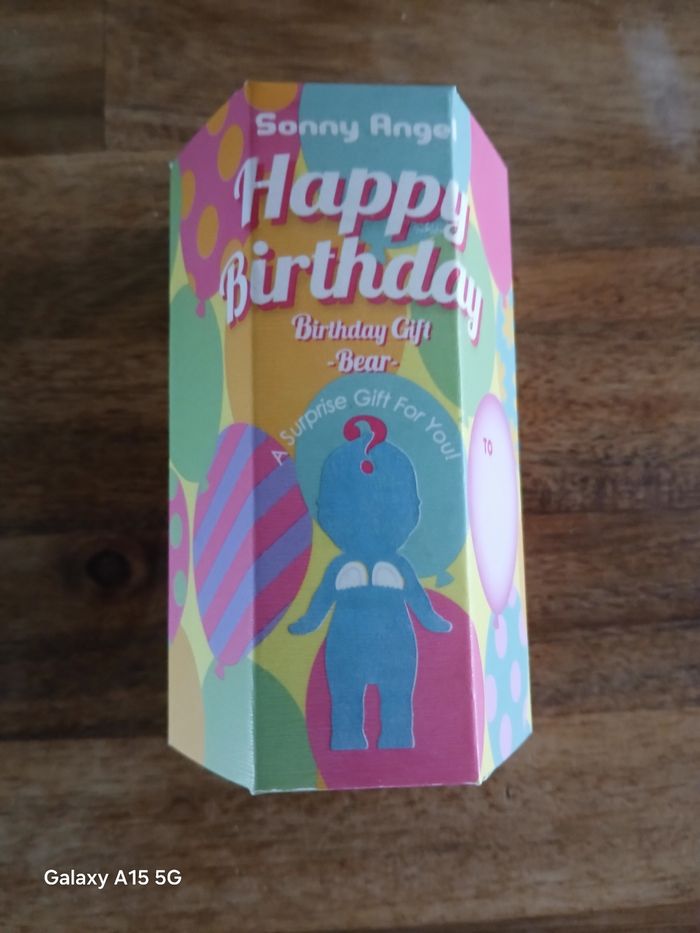 Sonny Angel
Happy
Birthday
Birthday Gift
-Bear-
A Surprise Gift For You!
?
TO
Galaxy A15 5G